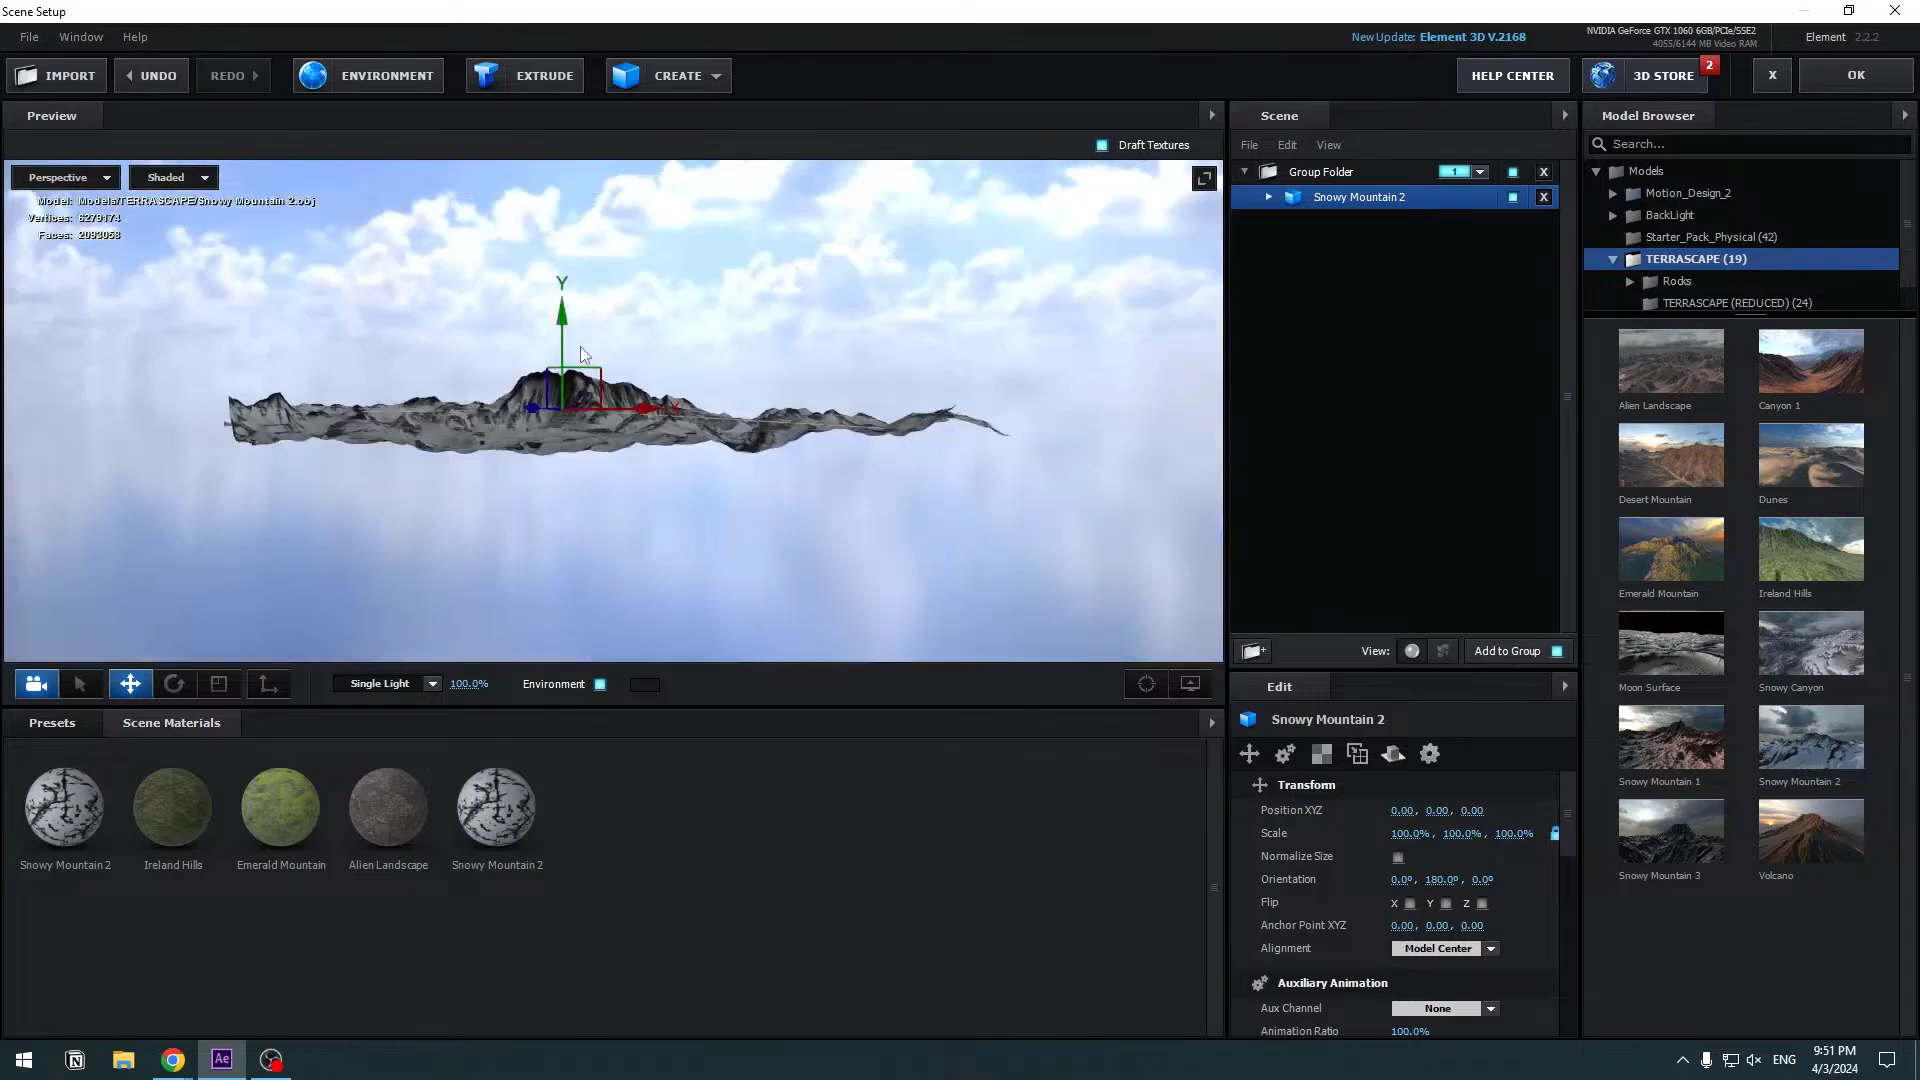 Scene Setup
File Window Help
New Update: Element 3D V.2168
NVIDIA GeForce GTX 1060 6GB/PCIe/SSE2
4055/6144 MB Video RAM
Element 2.2.2
IMPORT UNDO REDO ENVIRONMENT EXTRUDE CREATE HELP CENTER 3D STORE 2 X OK
Preview
Draft Textures
Perspective Shaded
Model: Models/TERRASCAPE/Snowy Mountain 2.obj
Vertices: 6279174
Faces: 2093058
Y
X
Single Light 100.0% Environment
Presets Scene Materials
Snowy Mountain 2 Ireland Hills Emerald Mountain Alien Landscape Snowy Mountain 2
Scene
File Edit View
Group Folder 1 X
Snowy Mountain 2 X
View: Add to Group
Edit
Snowy Mountain 2
Transform
Position XYZ 0.00, 0.00, 0.00
Scale 100.0%, 100.0%, 100.0%
Normalize Size
Orientation 0.0º, 180.0º, 0.0º
Flip X Y Z
Anchor Point XYZ 0.00, 0.00, 0.00
Alignment Model Center
Auxiliary Animation
Aux Channel None
Animation Ratio 100.0%
Model Browser
Search...
Models
Motion_Design_2
BackLight
Starter_Pack_Physical (42)
TERRASCAPE (19)
Rocks
TERRASCAPE (REDUCED) (24)
Alien Landscape Canyon 1
Desert Mountain Dunes
Emerald Mountain Ireland Hills
Moon Surface Snowy Canyon
Snowy Mountain 1 Snowy Mountain 2
Snowy Mountain 3 Volcano
Ae
ENG
9:51 PM
4/3/2024